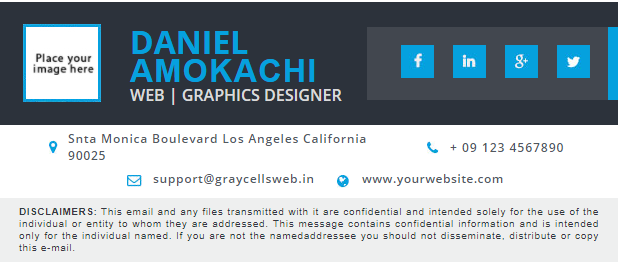 Place your
image here
DANIEL
AMOKACHI
WEB | GRAPHICS DESIGNER
f in g+
Snta Monica Boulevard Los Angeles California
90025
+ 09 123 4567890
support@graycellsweb.in
www.yourwebsite.com
DISCLAIMERS: This email and any files transmitted with it are confidential and intended solely for the use of the
individual or entity to whom they are addressed. This message contains confidential information and is intended
only for the individual named. If you are not the namedaddressee you should not disseminate, distribute or copy
this e-mail.